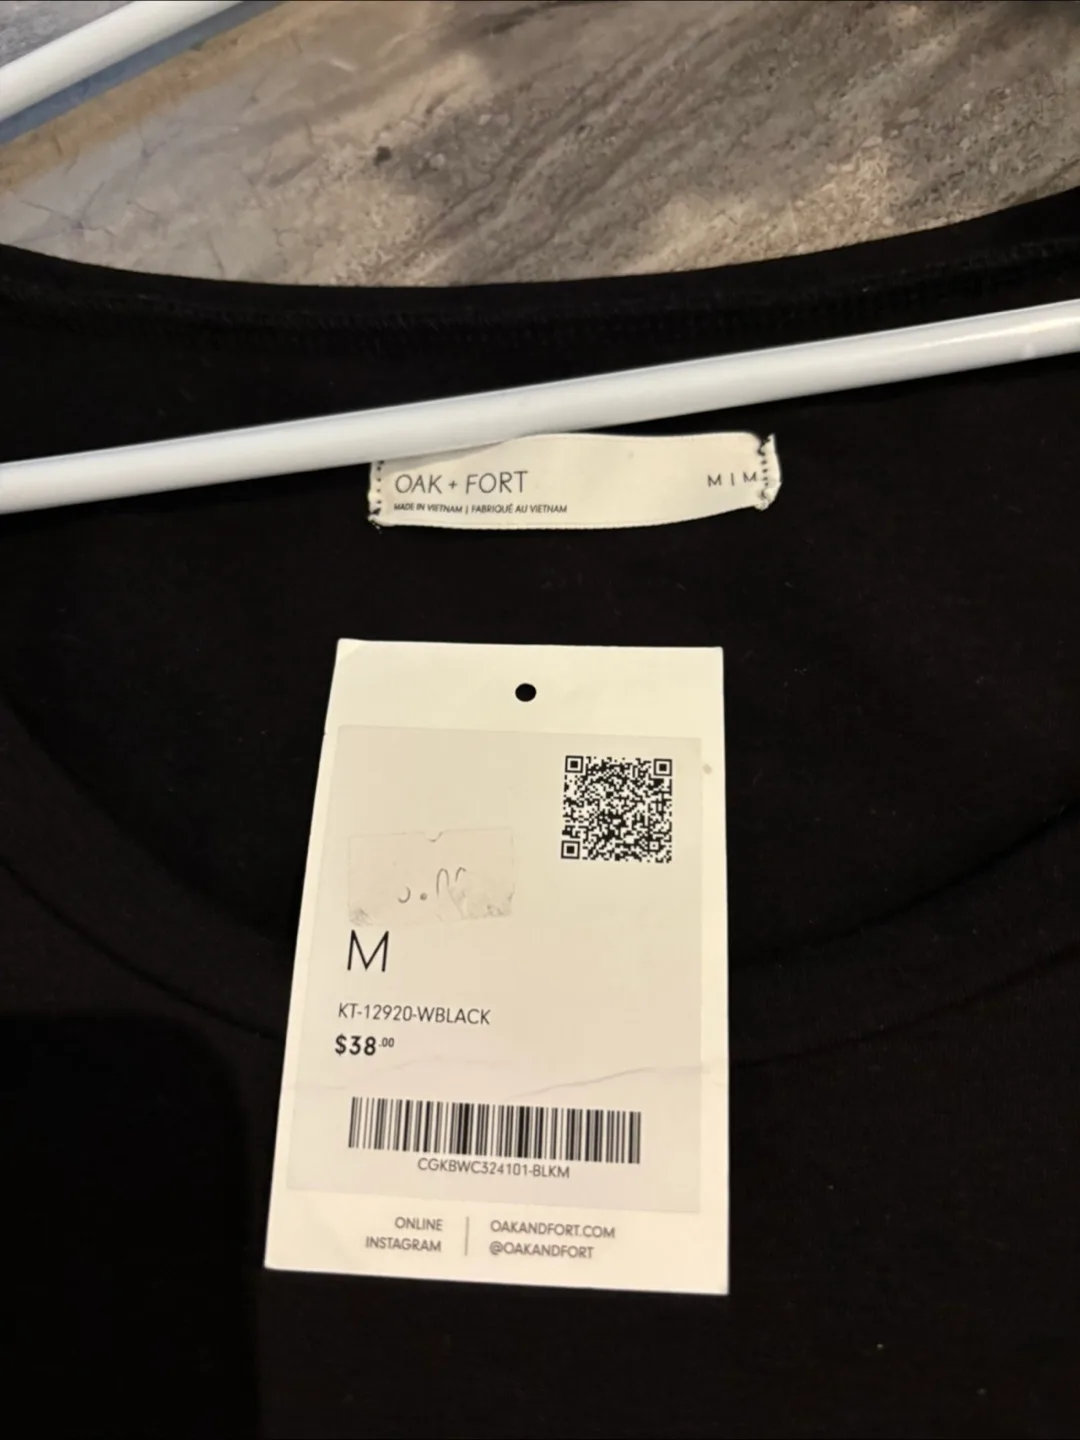 OAK + FORT M | M
MADE IN VIETNAM | FABRIQUÉ AU VIETNAM
M
KT-12920-WBLACK
$38.00
CGKBWC324101-BLKM
ONLINE | OAKANDFORT.COM
INSTAGRAM | @OAKANDFORT